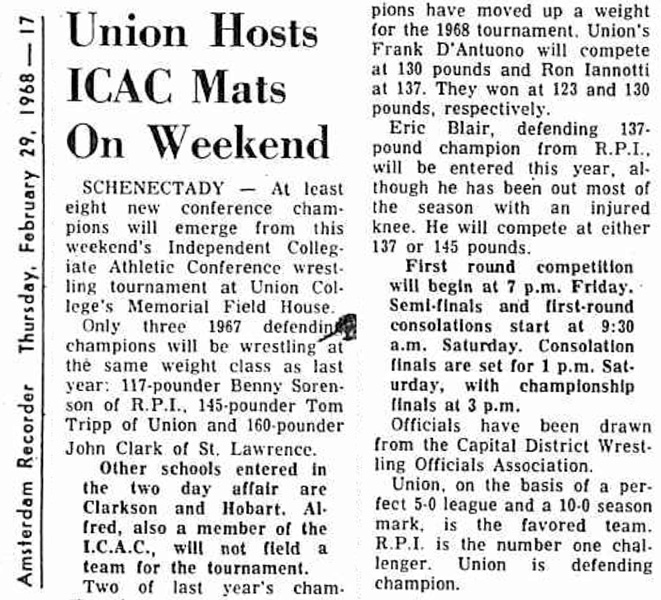 Amsterdam Recorder Thursday, February 29, 1968 — 17
Union Hosts
ICAC Mats
On Weekend
SCHENECTADY — At least
eight new conference cham-
pions will emerge from this
weekend's Independent Colleg-
iate Athletic Conference wrest-
ling tournament at Union Col-
lege's Memorial Field House.
Only three 1967 defending
champions will be wrestling at
the same weight class as last
year: 117-pounder Benny Soren-
son of R.P.I., 145-pounder Tom
Tripp of Union and 160-pounder
John Clark of St. Lawrence.
Other schools entered in
the two day affair are
Clarkson and Hobart. Al-
fred, also a member of the
I.C.A.C., will not field a
team for the tournament.
Two of last year's cham-
pions have moved up a weight
for the 1968 tournament. Union's
Frank D'Antuono will compete
at 130 pounds and Ron Iannotti
at 137. They won at 123 and 130
pounds, respectively.
Eric Blair, defending 137-
pound champion from R.P.I.,
will be entered this year, al-
though he has been out most of
the season with an injured
knee. He will compete at either
137 or 145 pounds.
First round competition
will begin at 7 p.m. Friday.
Semi-finals and first-round
consolations start at 9:30
a.m. Saturday. Consolation
finals are set for 1 p.m. Sat-
urday, with championship
finals at 3 p.m.
Officials have been drawn
from the Capital District Wrest-
ling Officials Association.
Union, on the basis of a per-
fect 5-0 league and a 10-0 season
mark, is the favored team.
R.P.I. is the number one chal-
lenger. Union is defending
champion.